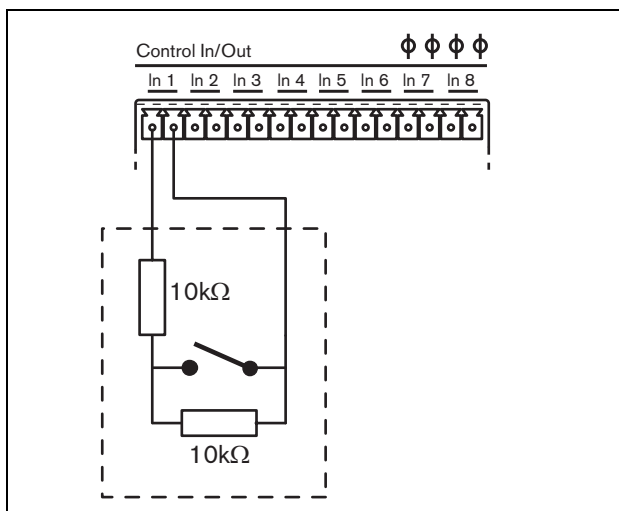 Control In/Out
In 1 In 2 In 3 In 4 In 5 In 6 In 7 In 8
10kΩ
10kΩ